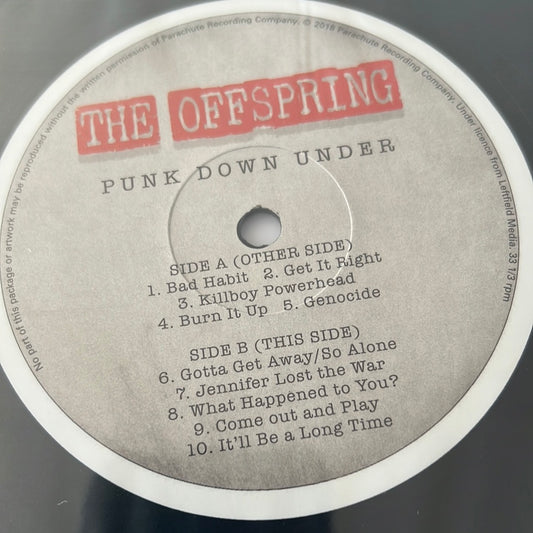 No part of this package or artwork may be reproduced without the written permission of Parachute Recording Company. © 2018 Parachute Recording Company. Under licence from Leftfield Media. 33 1/3 rpm
THE OFFSPRING
PUNK DOWN UNDER
SIDE A (OTHER SIDE)
1. Bad Habit 2. Get It Right
3. Killboy Powerhead
4. Burn It Up 5. Genocide
SIDE B (THIS SIDE)
6. Gotta Get Away/So Alone
7. Jennifer Lost the War
8. What Happened to You?
9. Come out and Play
10. It'll Be a Long Time